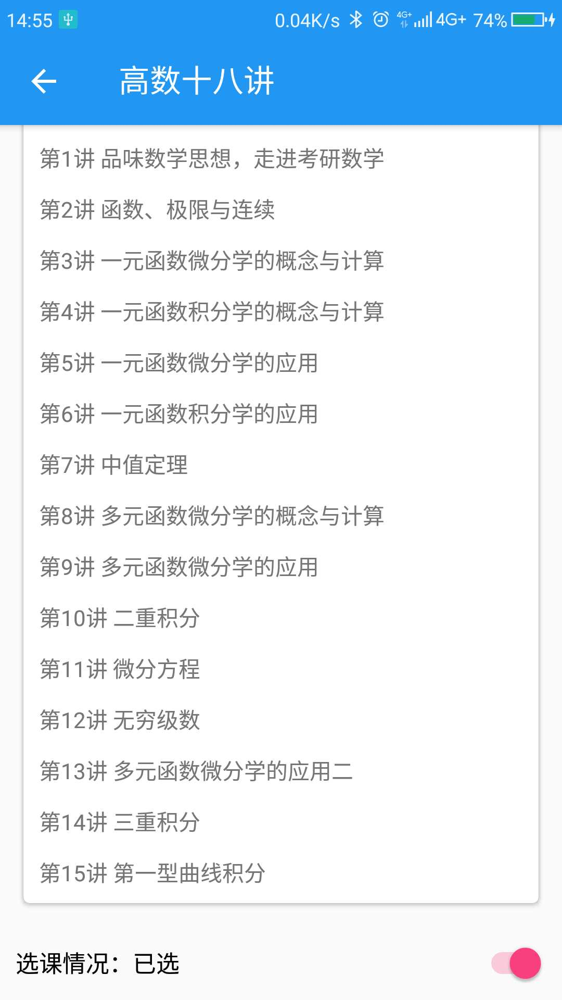 14:55 0.04K/s 4G+ 4G+ 74%
高数十八讲
第1讲 品味数学思想，走进考研数学
第2讲 函数、极限与连续
第3讲 一元函数微分学的概念与计算
第4讲 一元函数积分学的概念与计算
第5讲 一元函数微分学的应用
第6讲 一元函数积分学的应用
第7讲 中值定理
第8讲 多元函数微分学的概念与计算
第9讲 多元函数微分学的应用
第10讲 二重积分
第11讲 微分方程
第12讲 无穷级数
第13讲 多元函数微分学的应用二
第14讲 三重积分
第15讲 第一型曲线积分
选课情况：已选